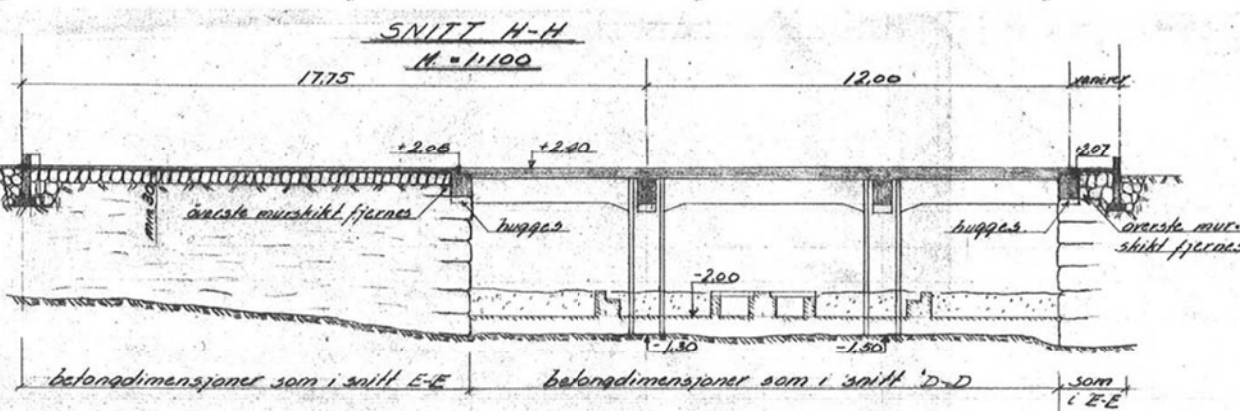 SNITT H-H
M. = 1:100
17.75
12.00
varierer
+2.06
+2.40
+2.07
øverste murskikt fjernes
min 30
hugges
hugges
øverste mur-
skikt fjernes
-2.00
-1.30
-1.50
betongdimensjoner som i snitt E-E
betongdimensjoner som i snitt D-D
som
i E-E